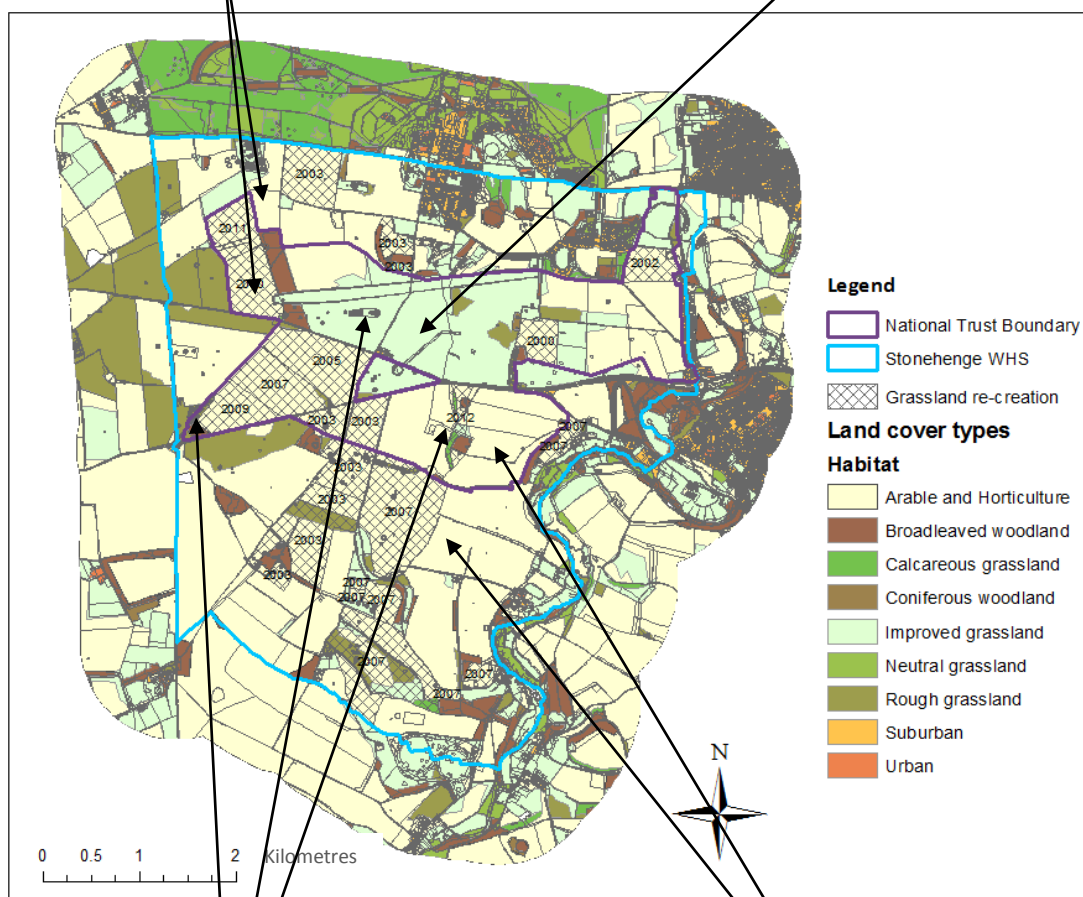 2003
2011
2003
2003
2002
2010
2005
2008
2007
2009
2003
2003
2012
2007
2007
2003
2003
2007
2003
2003
2007
2007
2007
2007
2007
2007
Legend
National Trust Boundary
Stonehenge WHS
Grassland re-creation
Land cover types
Habitat
Arable and Horticulture
Broadleaved woodland
Calcareous grassland
Coniferous woodland
Improved grassland
Neutral grassland
Rough grassland
Suburban
Urban
N
0 0.5 1 2 Kilometres